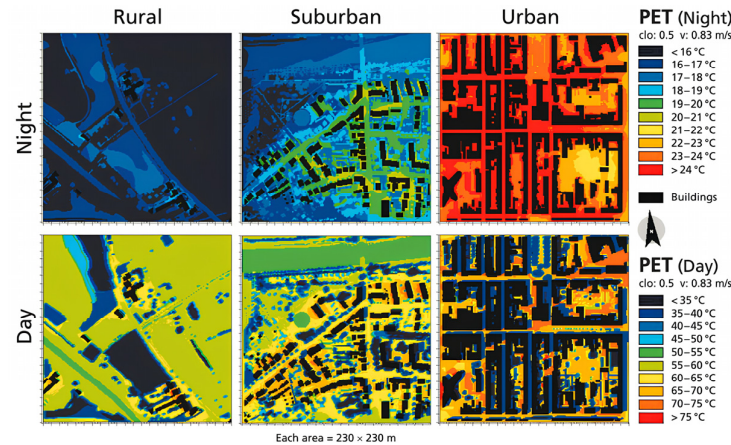 Rural Suburban Urban
Night
Day
PET (Night)
clo: 0.5 v: 0.83 m/s
<16 °C
16–17 °C
17–18 °C
18–19 °C
19–20 °C
20–21 °C
21–22 °C
22–23 °C
23–24 °C
>24 °C
Buildings
N
PET (Day)
clo: 0.5 v: 0.83 m/s
<35 °C
35–40 °C
40–45 °C
45–50 °C
50–55 °C
55–60 °C
60–65 °C
65–70 °C
70–75 °C
>75 °C
Each area = 230 × 230 m